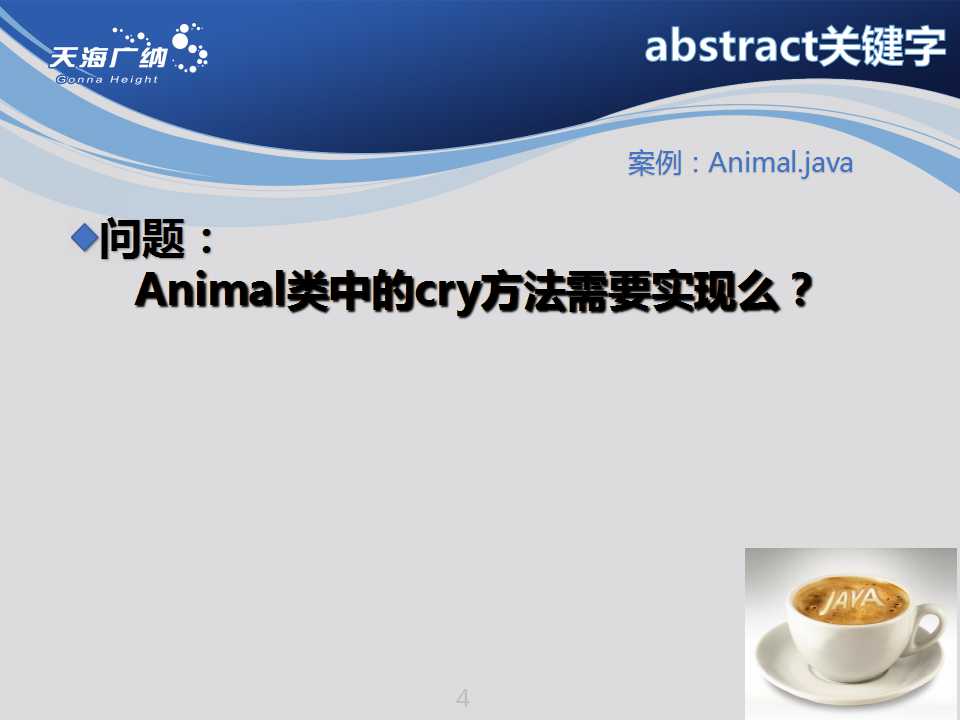 天海广纳
Gonna Height
abstract关键字
案例：Animal.java
问题：
Animal类中的cry方法需要实现么？
JAVA
4